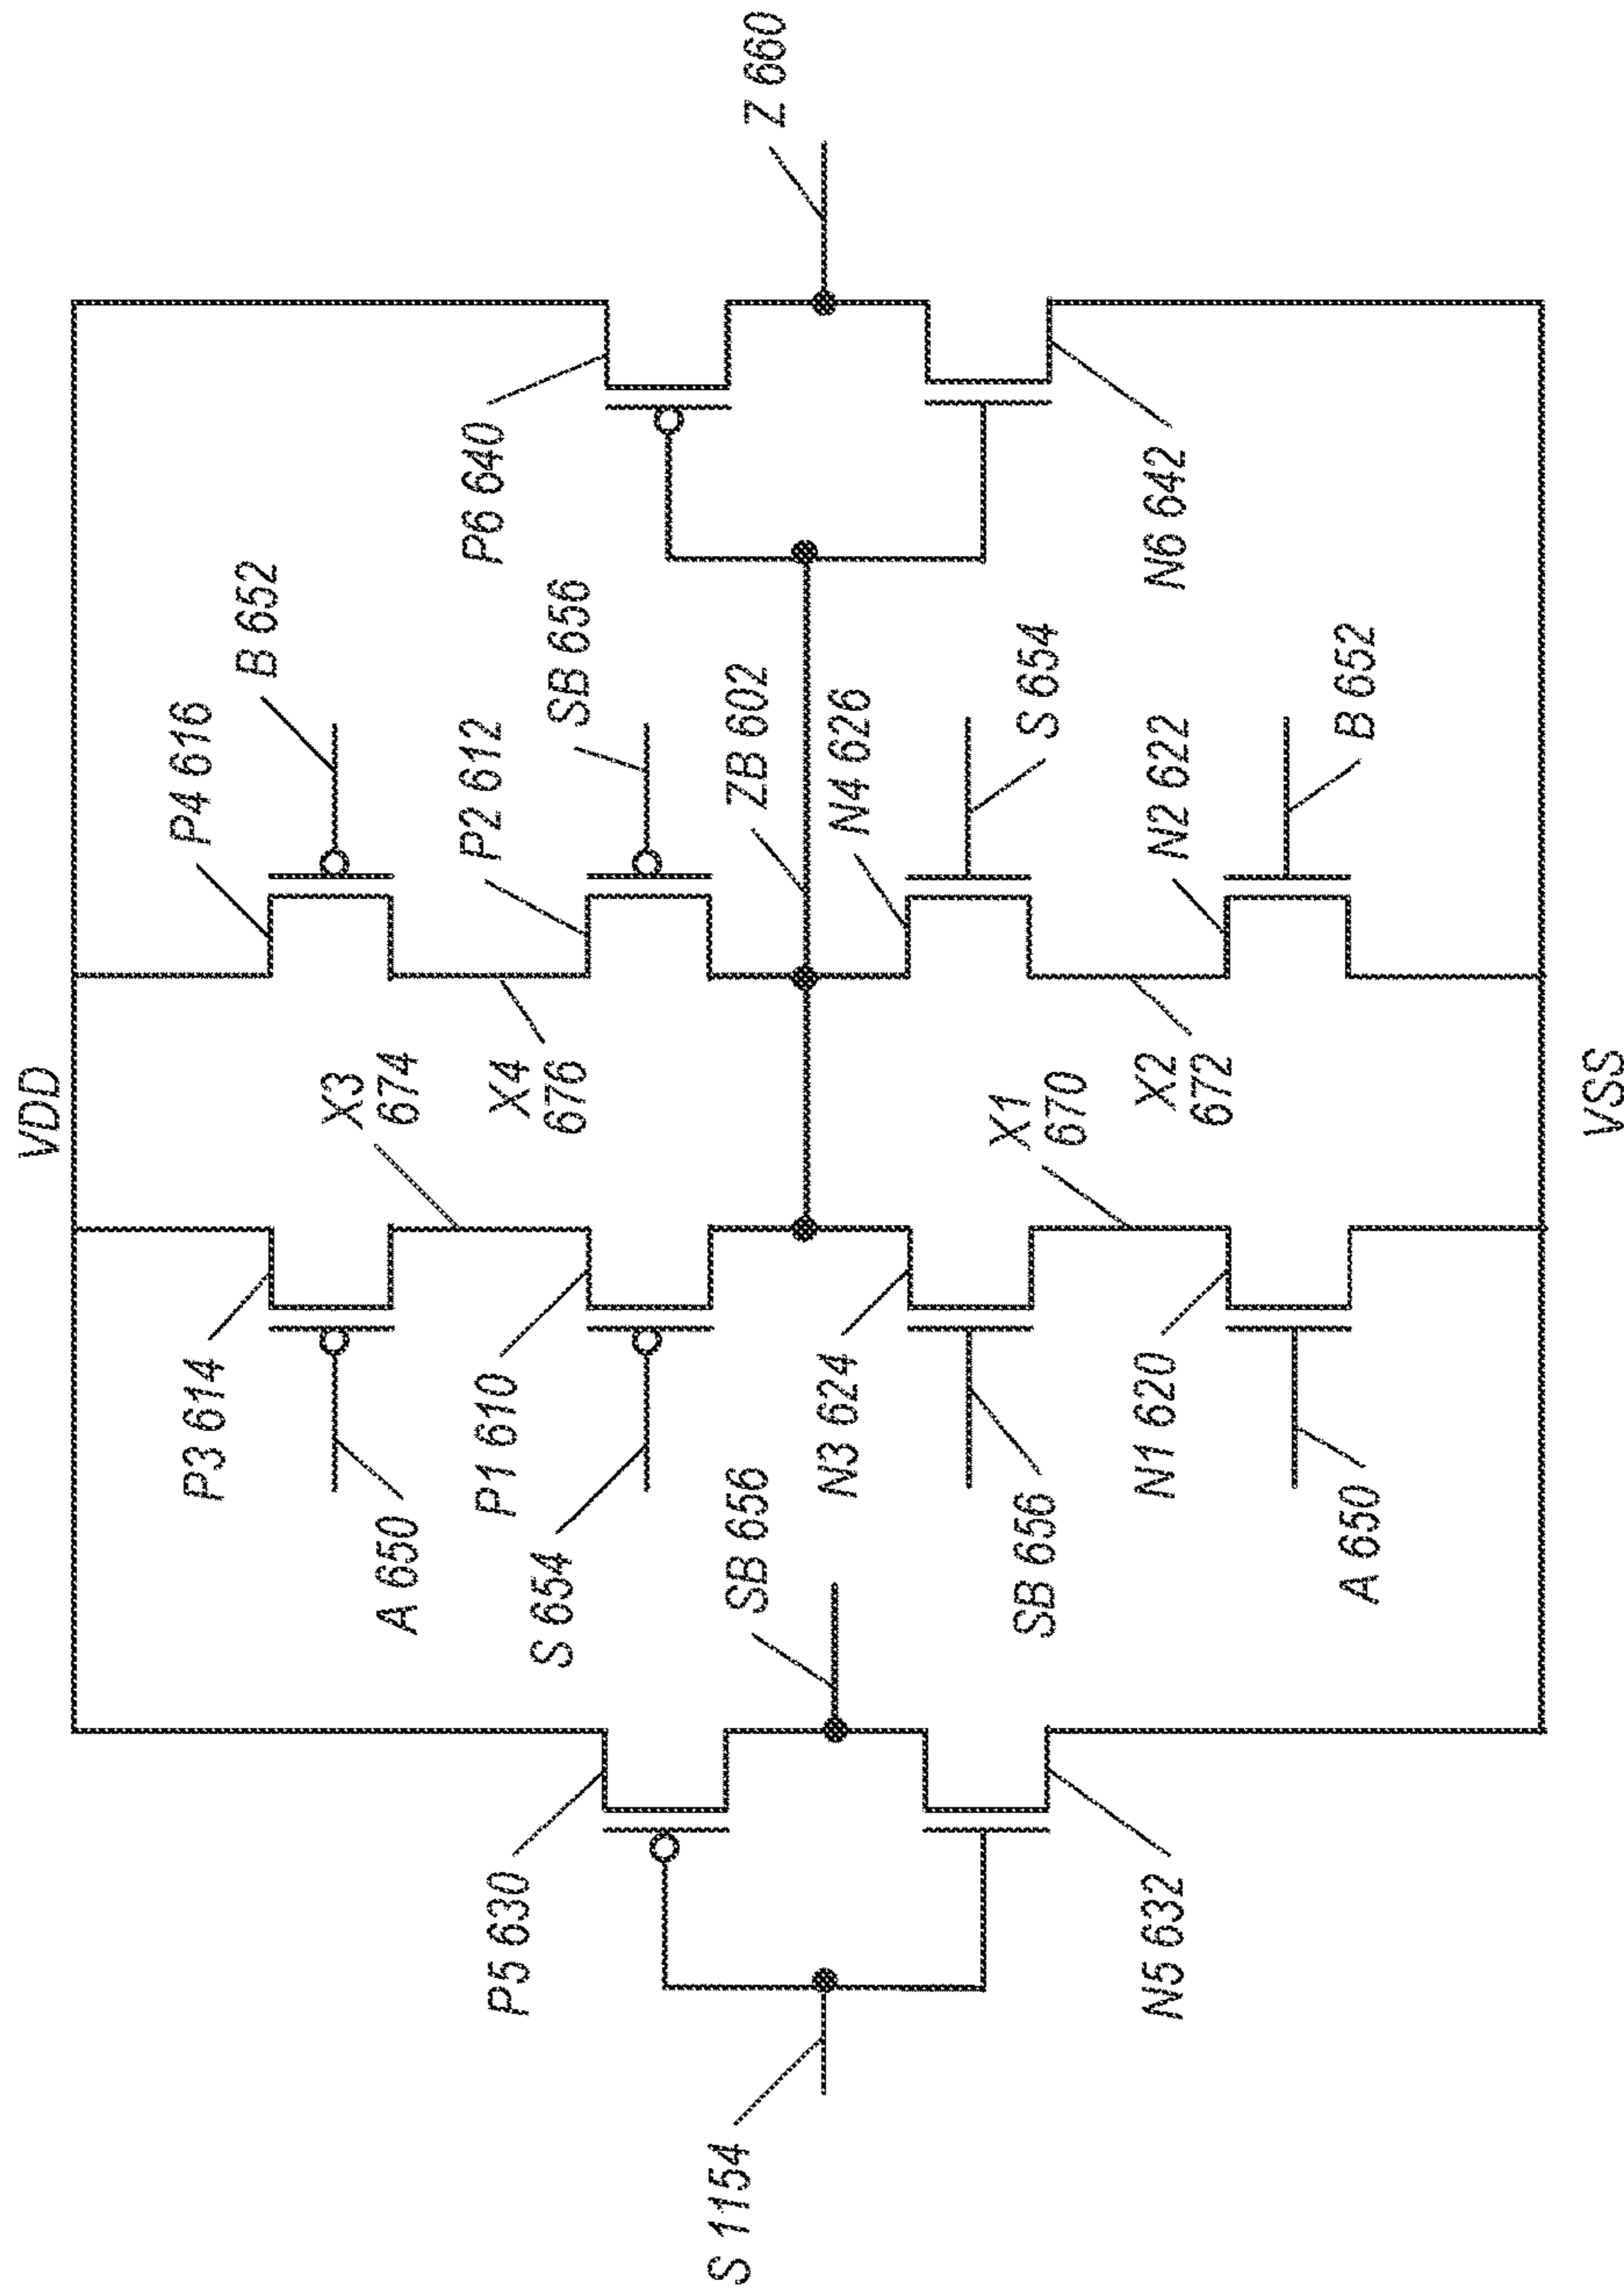 VDD
P4 616
B 652
P3 614
X3
674
A 650
P6 640
P2 612
SB 656
X4
676
P1 610
S 654
P5 630
Z 660
ZB 602
SB 656
S 1154
N4 626
N3 624
S 654
X1
670
SB 656
N6 642
N2 622
X2
672
N1 620
N5 632
B 652
A 650
VSS